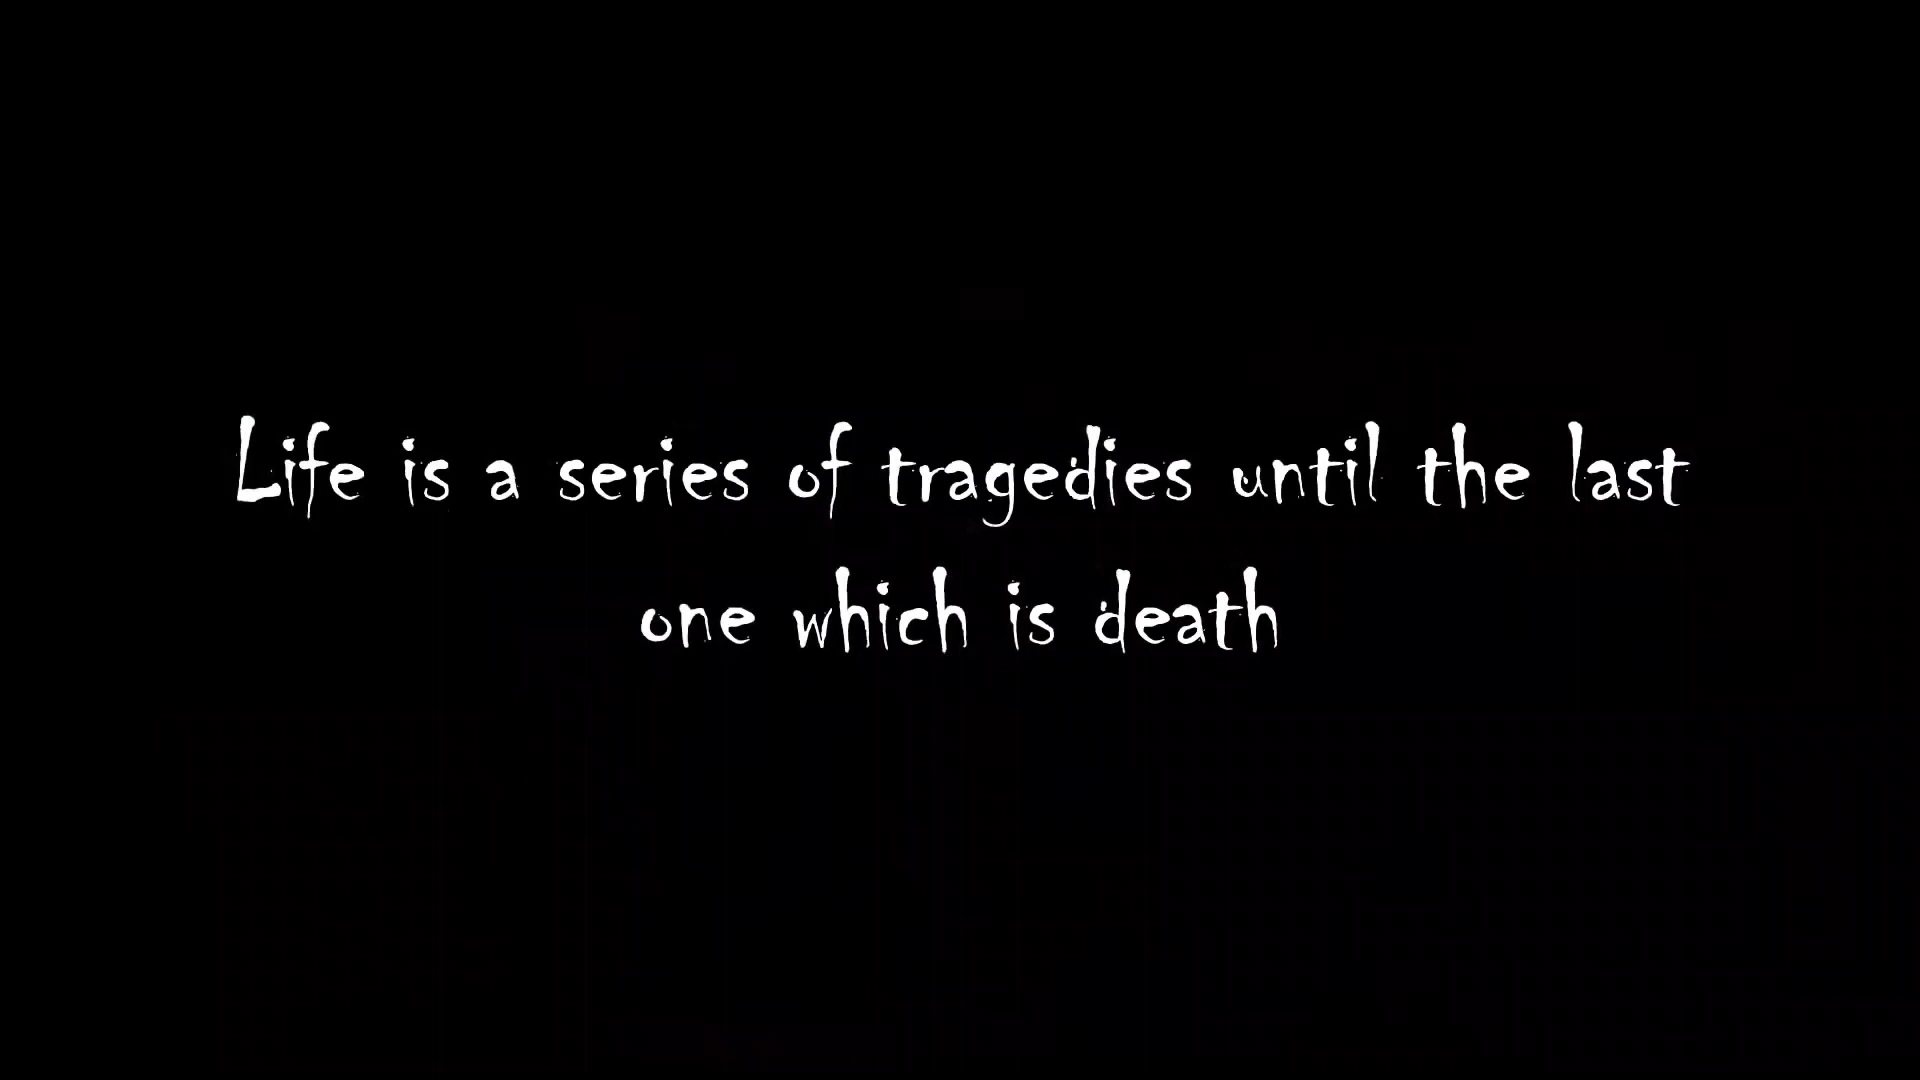 Life is a series of tragedies until the last
one which is death